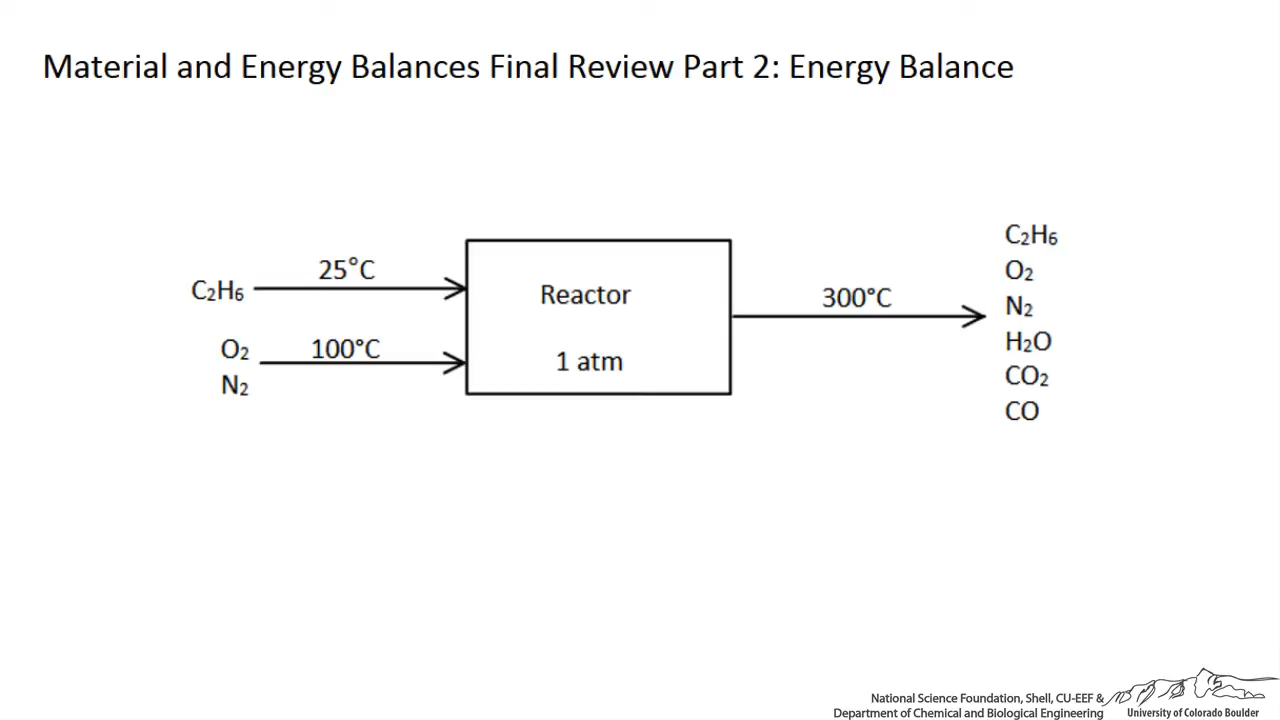 Material and Energy Balances Final Review Part 2: Energy Balance
C₂H₆
25°C
O₂
N₂
100°C
Reactor
1 atm
300°C
C₂H₆
O₂
N₂
H₂O
CO₂
CO
National Science Foundation, Shell, CU-EEF &
Department of Chemical and Biological Engineering
University of Colorado Boulder